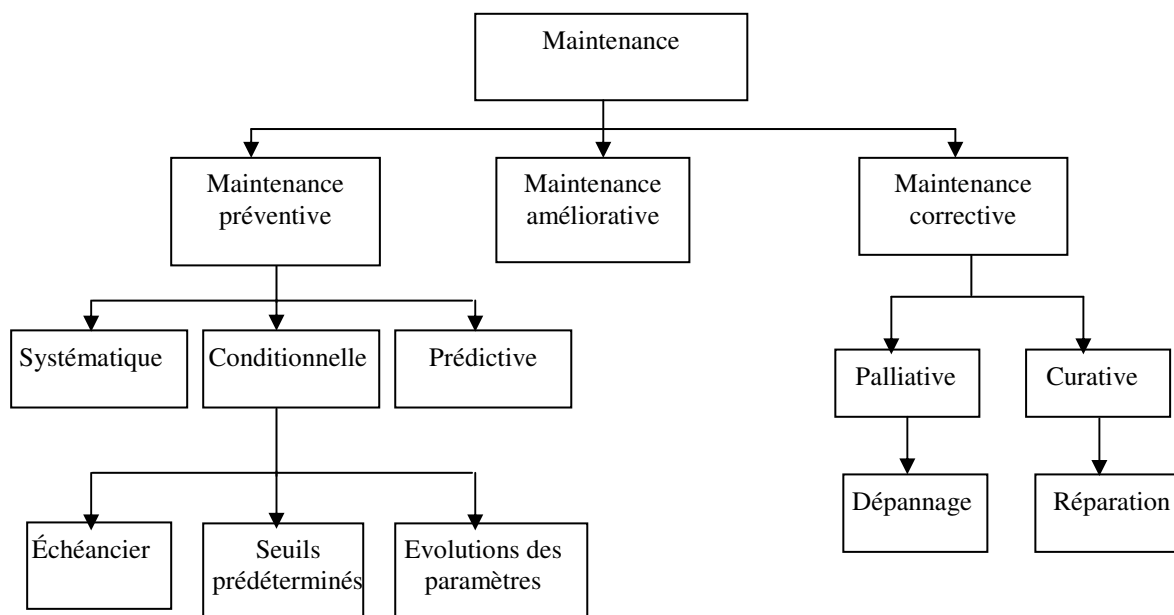 Maintenance
Maintenance
préventive
Maintenance
améliorative
Maintenance
corrective
Systématique
Conditionnelle
Prédictive
Palliative
Curative
Dépannage
Réparation
Échéancier
Seuils
prédéterminés
Evolutions des
paramètres